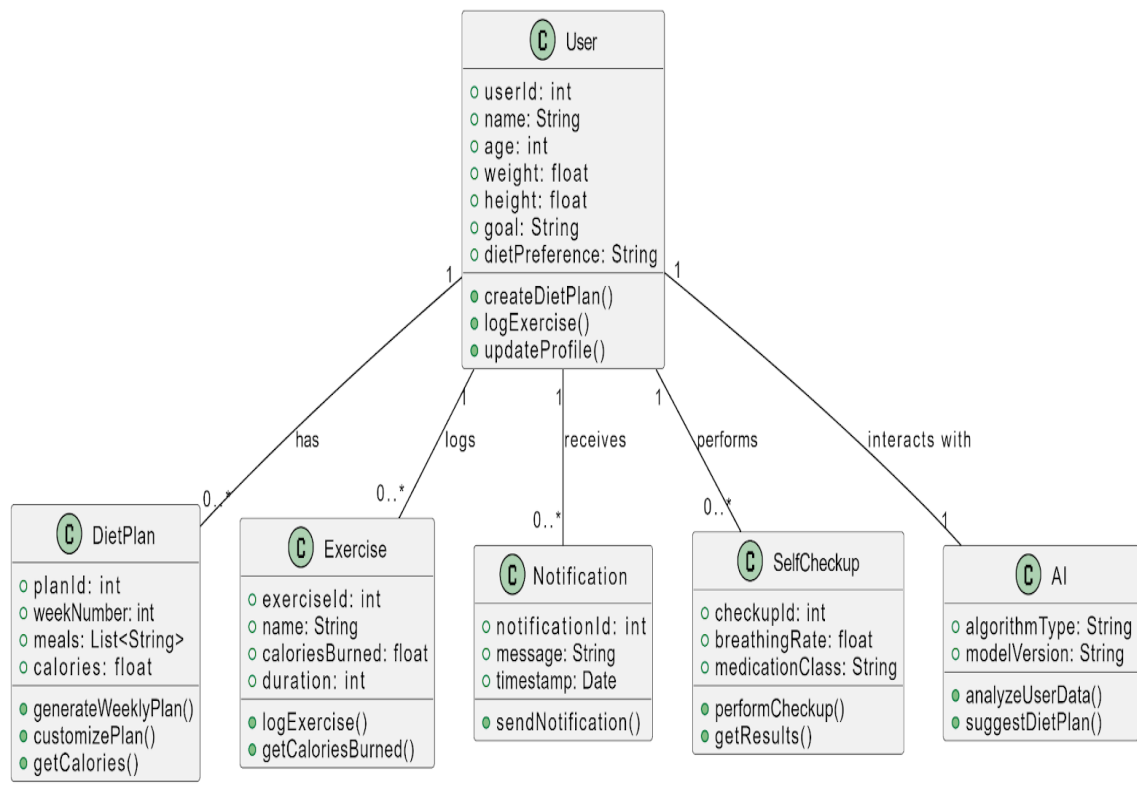 C User
userId: int
name: String
age: int
weight: float
height: float
goal: String
dietPreference: String
createDietPlan()
logExercise()
updateProfile()
1
1
1
1
1
has
logs
receives
performs
interacts with
0..*
0..*
0..*
0..*
1
C DietPlan
planId: int
weekNumber: int
meals: List<String>
calories: float
generateWeeklyPlan()
customizePlan()
getCalories()
C Exercise
exerciseId: int
name: String
caloriesBurned: float
duration: int
logExercise()
getCaloriesBurned()
C Notification
notificationId: int
message: String
timestamp: Date
sendNotification()
C SelfCheckup
checkupId: int
breathingRate: float
medicationClass: String
performCheckup()
getResults()
C AI
algorithmType: String
modelVersion: String
analyzeUserData()
suggestDietPlan()